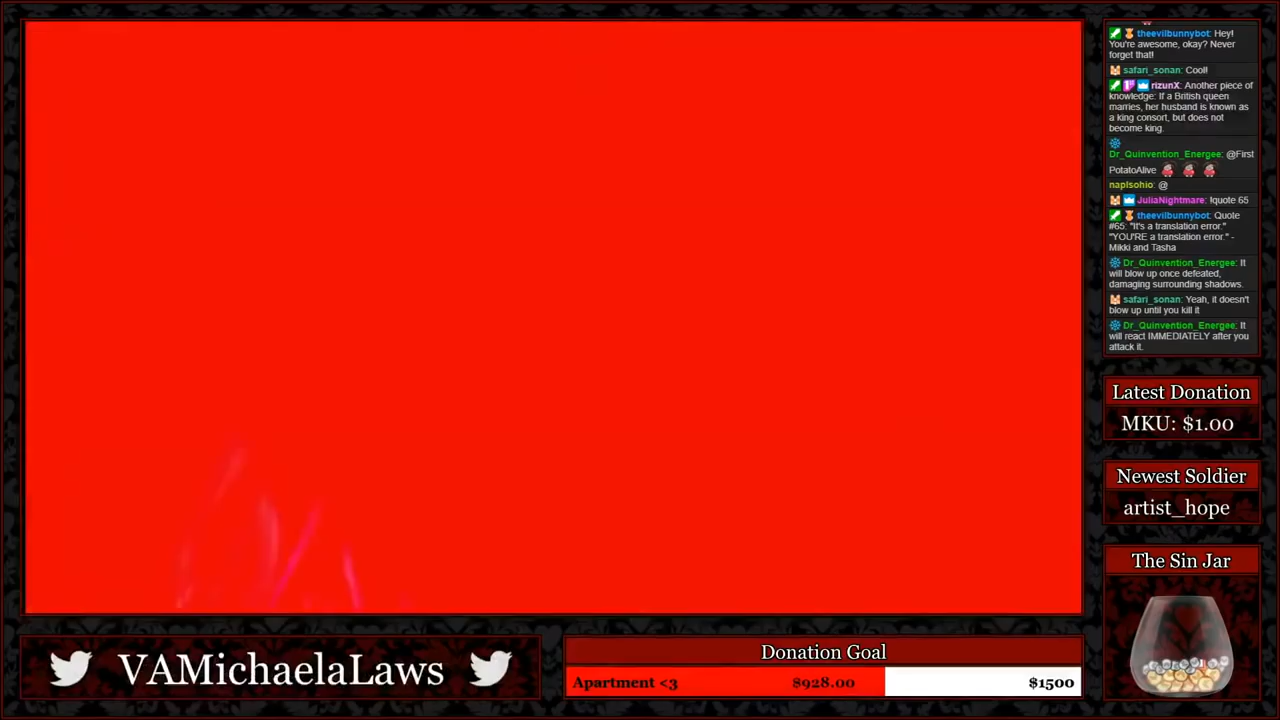 theevilbunnybot: Hey!
You're awesome, okay? Never
forget that!
safari_sonan: Cool!
rizunX: Another piece of
knowledge: If a British queen
marries, her husband is known as
a king consort, but does not
become king.
Dr_Quinvention_Energee: @First
PotatoAlive
naplsohio: @
JuliaNightmare: !quote 65
theevilbunnybot: Quote
#65: "It's a translation error."
"YOU'RE a translation error." -
Mikki and Tasha
Dr_Quinvention_Energee: It
will blow up once defeated,
damaging surrounding shadows.
safari_sonan: Yeah, it doesn't
blow up until you kill it
Dr_Quinvention_Energee: It
will react IMMEDIATELY after you
attack it.
Latest Donation
MKU: $1.00
Newest Soldier
artist_hope
The Sin Jar
VAMichaelaLaws
Donation Goal
Apartment <3 $928.00 $1500